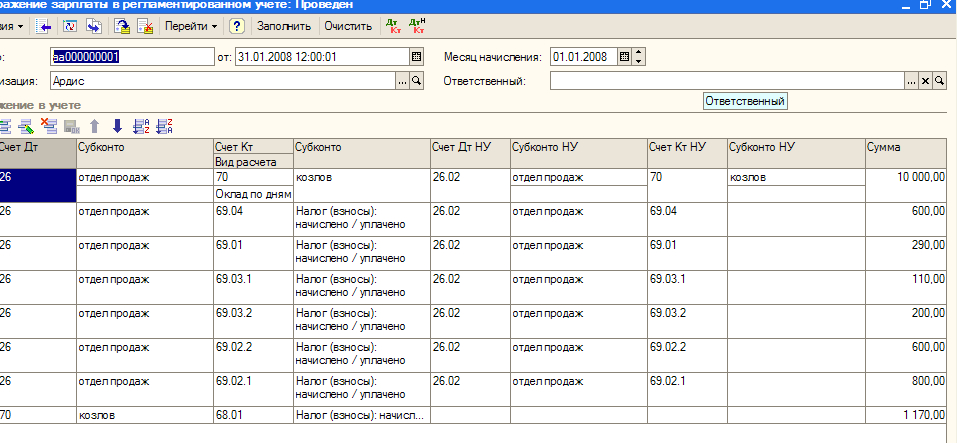 ражение зарплаты в регламентированном учете: Проведен
вия Перейти ? Заполнить Очистить Дт Кт Дт Н Кт
р: аа000000001 от: 31.01.2008 12:00:01 Месяц начисления: 01.01.2008
изация: Ардис ... Ответственный: ... x
Ответственный
жение в учете
Счет Дт Субконто Счет Кт Субконто Счет Дт НУ Субконто НУ Счет Кт НУ Субконто НУ Сумма
Вид расчета
26 отдел продаж 70 козлов 26.02 отдел продаж 70 козлов 10 000,00
Оклад по дням
26 отдел продаж 69.04 Налог (взносы): 26.02 отдел продаж 69.04 600,00
начислено / уплачено
26 отдел продаж 69.01 Налог (взносы): 26.02 отдел продаж 69.01 290,00
начислено / уплачено
26 отдел продаж 69.03.1 Налог (взносы): 26.02 отдел продаж 69.03.1 110,00
начислено / уплачено
26 отдел продаж 69.03.2 Налог (взносы): 26.02 отдел продаж 69.03.2 200,00
начислено / уплачено
26 отдел продаж 69.02.2 Налог (взносы): 26.02 отдел продаж 69.02.2 600,00
начислено / уплачено
26 отдел продаж 69.02.1 Налог (взносы): 26.02 отдел продаж 69.02.1 800,00
начислено / уплачено
70 козлов 68.01 Налог (взносы): начисл... 1 170,00